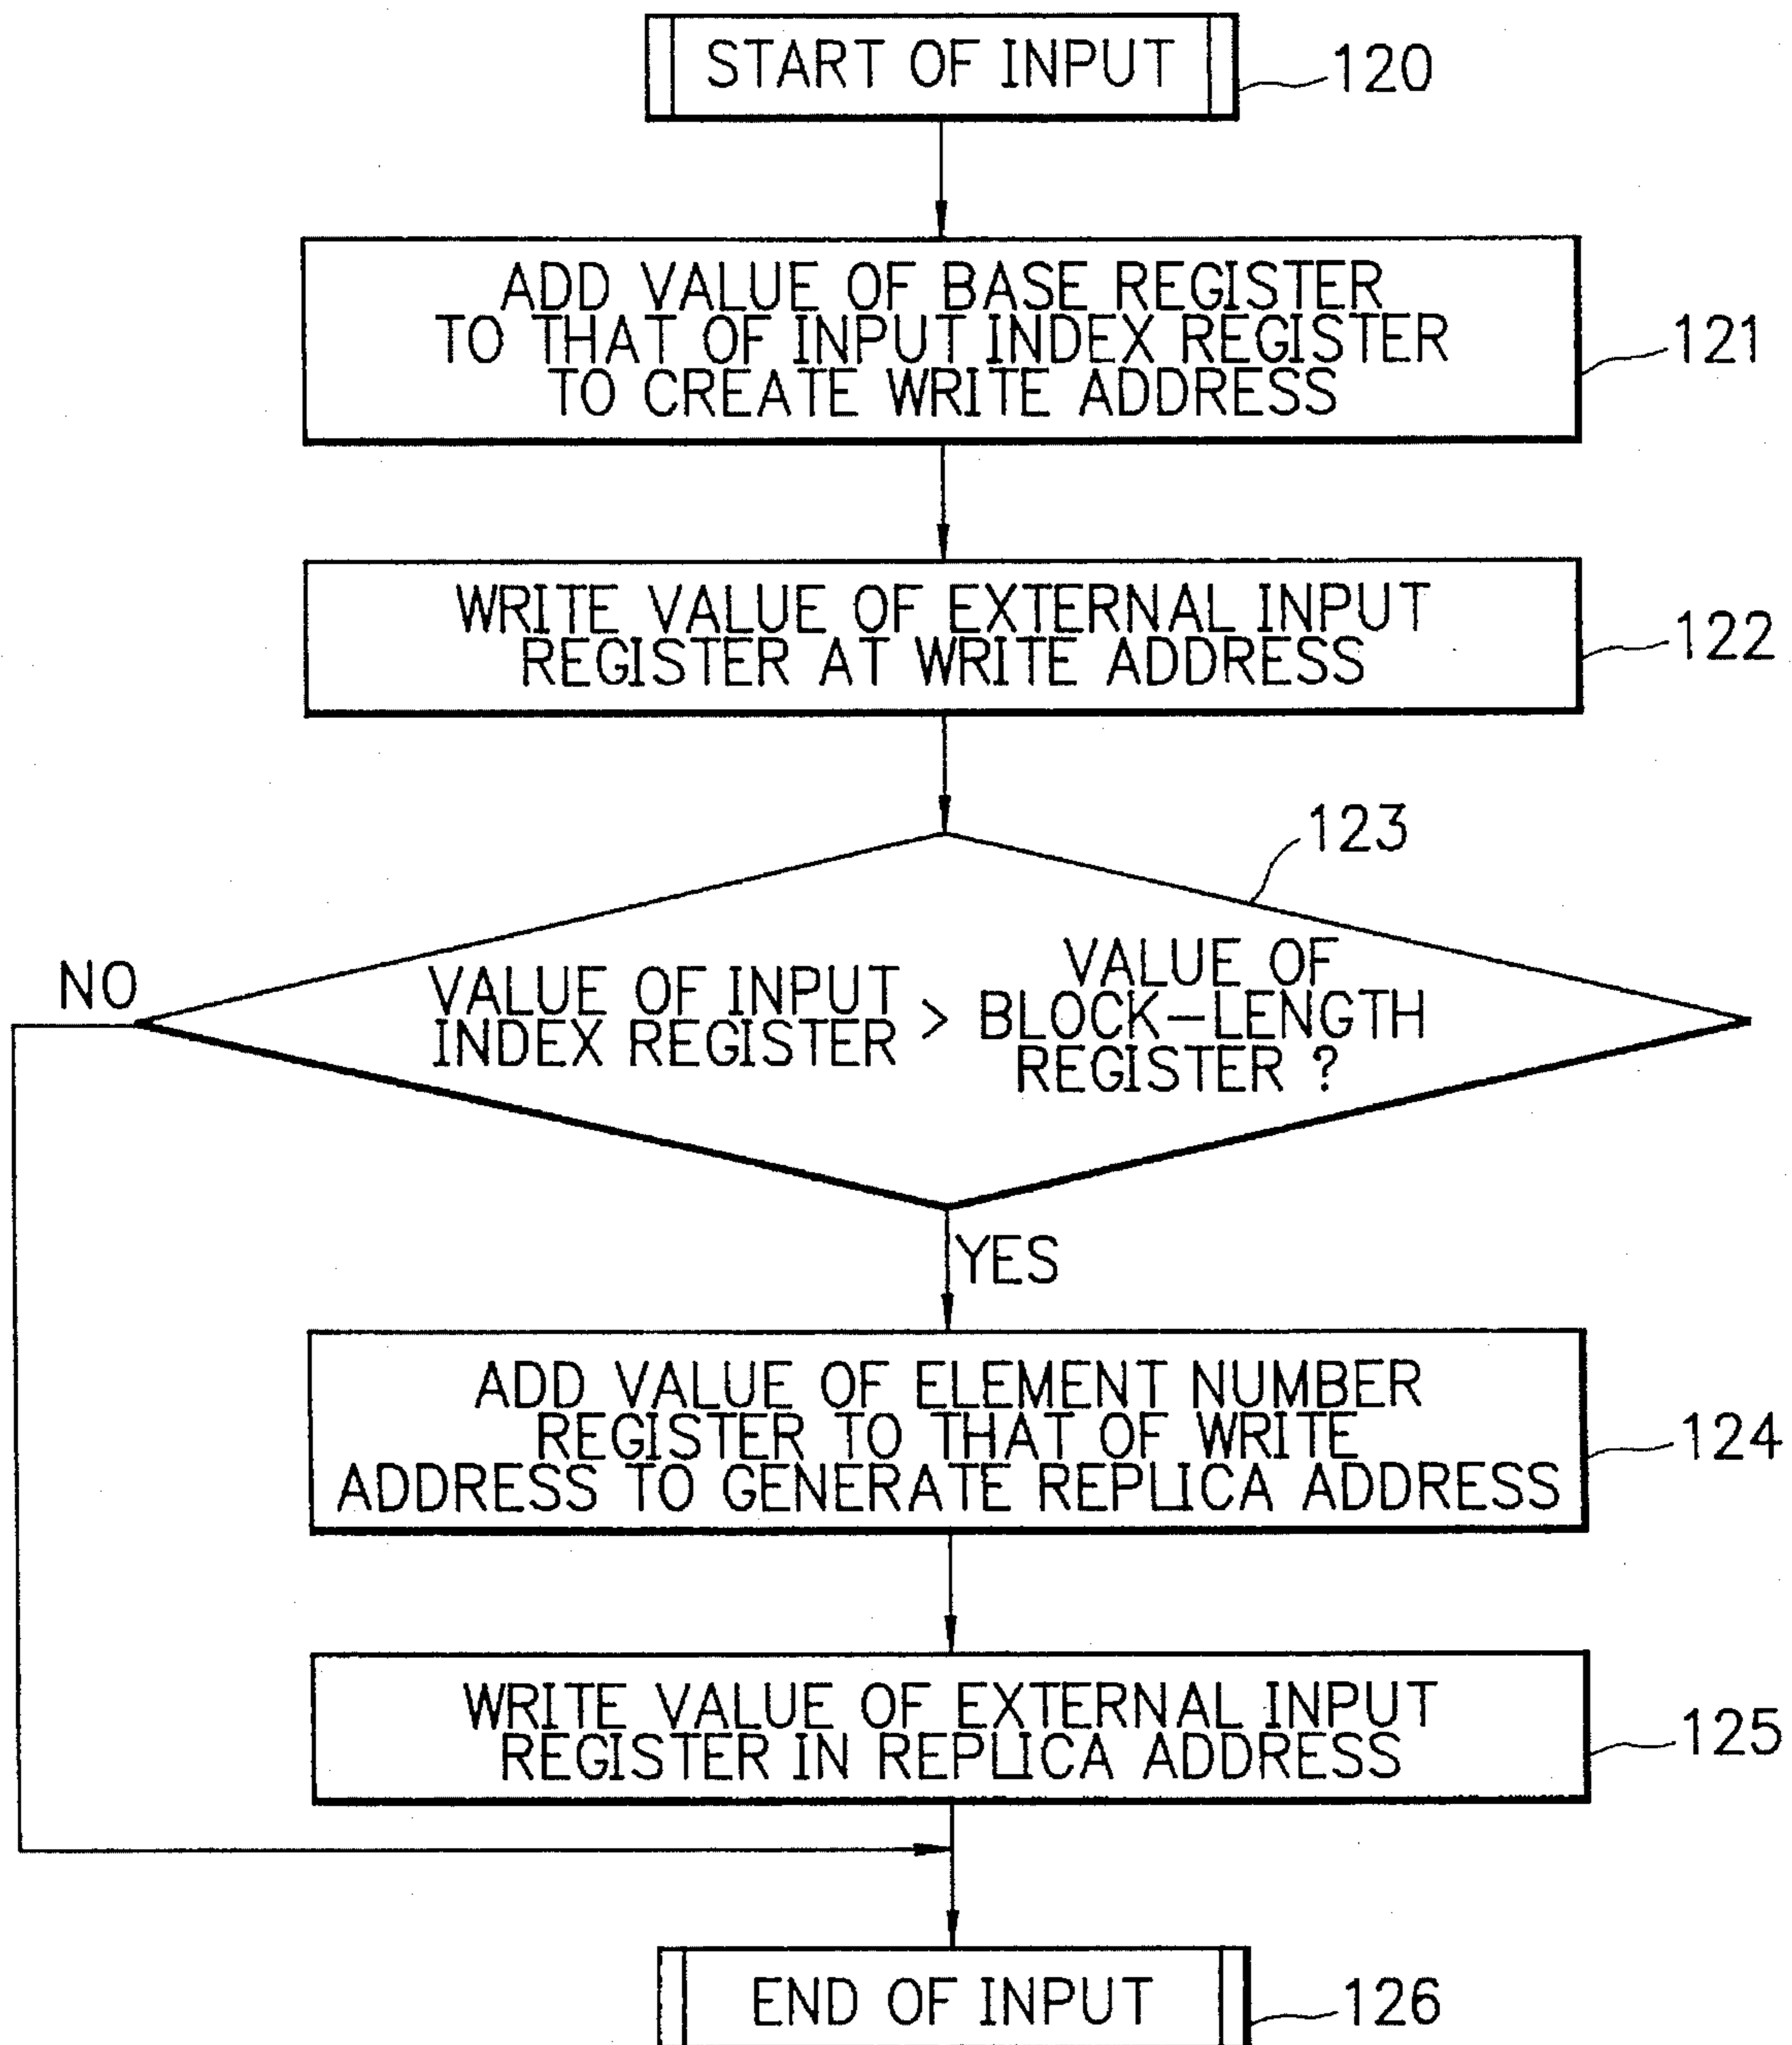 START OF INPUT
120
ADD VALUE OF BASE REGISTER
TO THAT OF INPUT INDEX REGISTER
TO CREATE WRITE ADDRESS
121
WRITE VALUE OF EXTERNAL INPUT
REGISTER AT WRITE ADDRESS
122
123
NO
VALUE OF INPUT
INDEX REGISTER
>
VALUE OF
BLOCK-LENGTH
REGISTER ?
YES
ADD VALUE OF ELEMENT NUMBER
REGISTER TO THAT OF WRITE
ADDRESS TO GENERATE REPLICA ADDRESS
124
WRITE VALUE OF EXTERNAL INPUT
REGISTER IN REPLICA ADDRESS
125
END OF INPUT
126